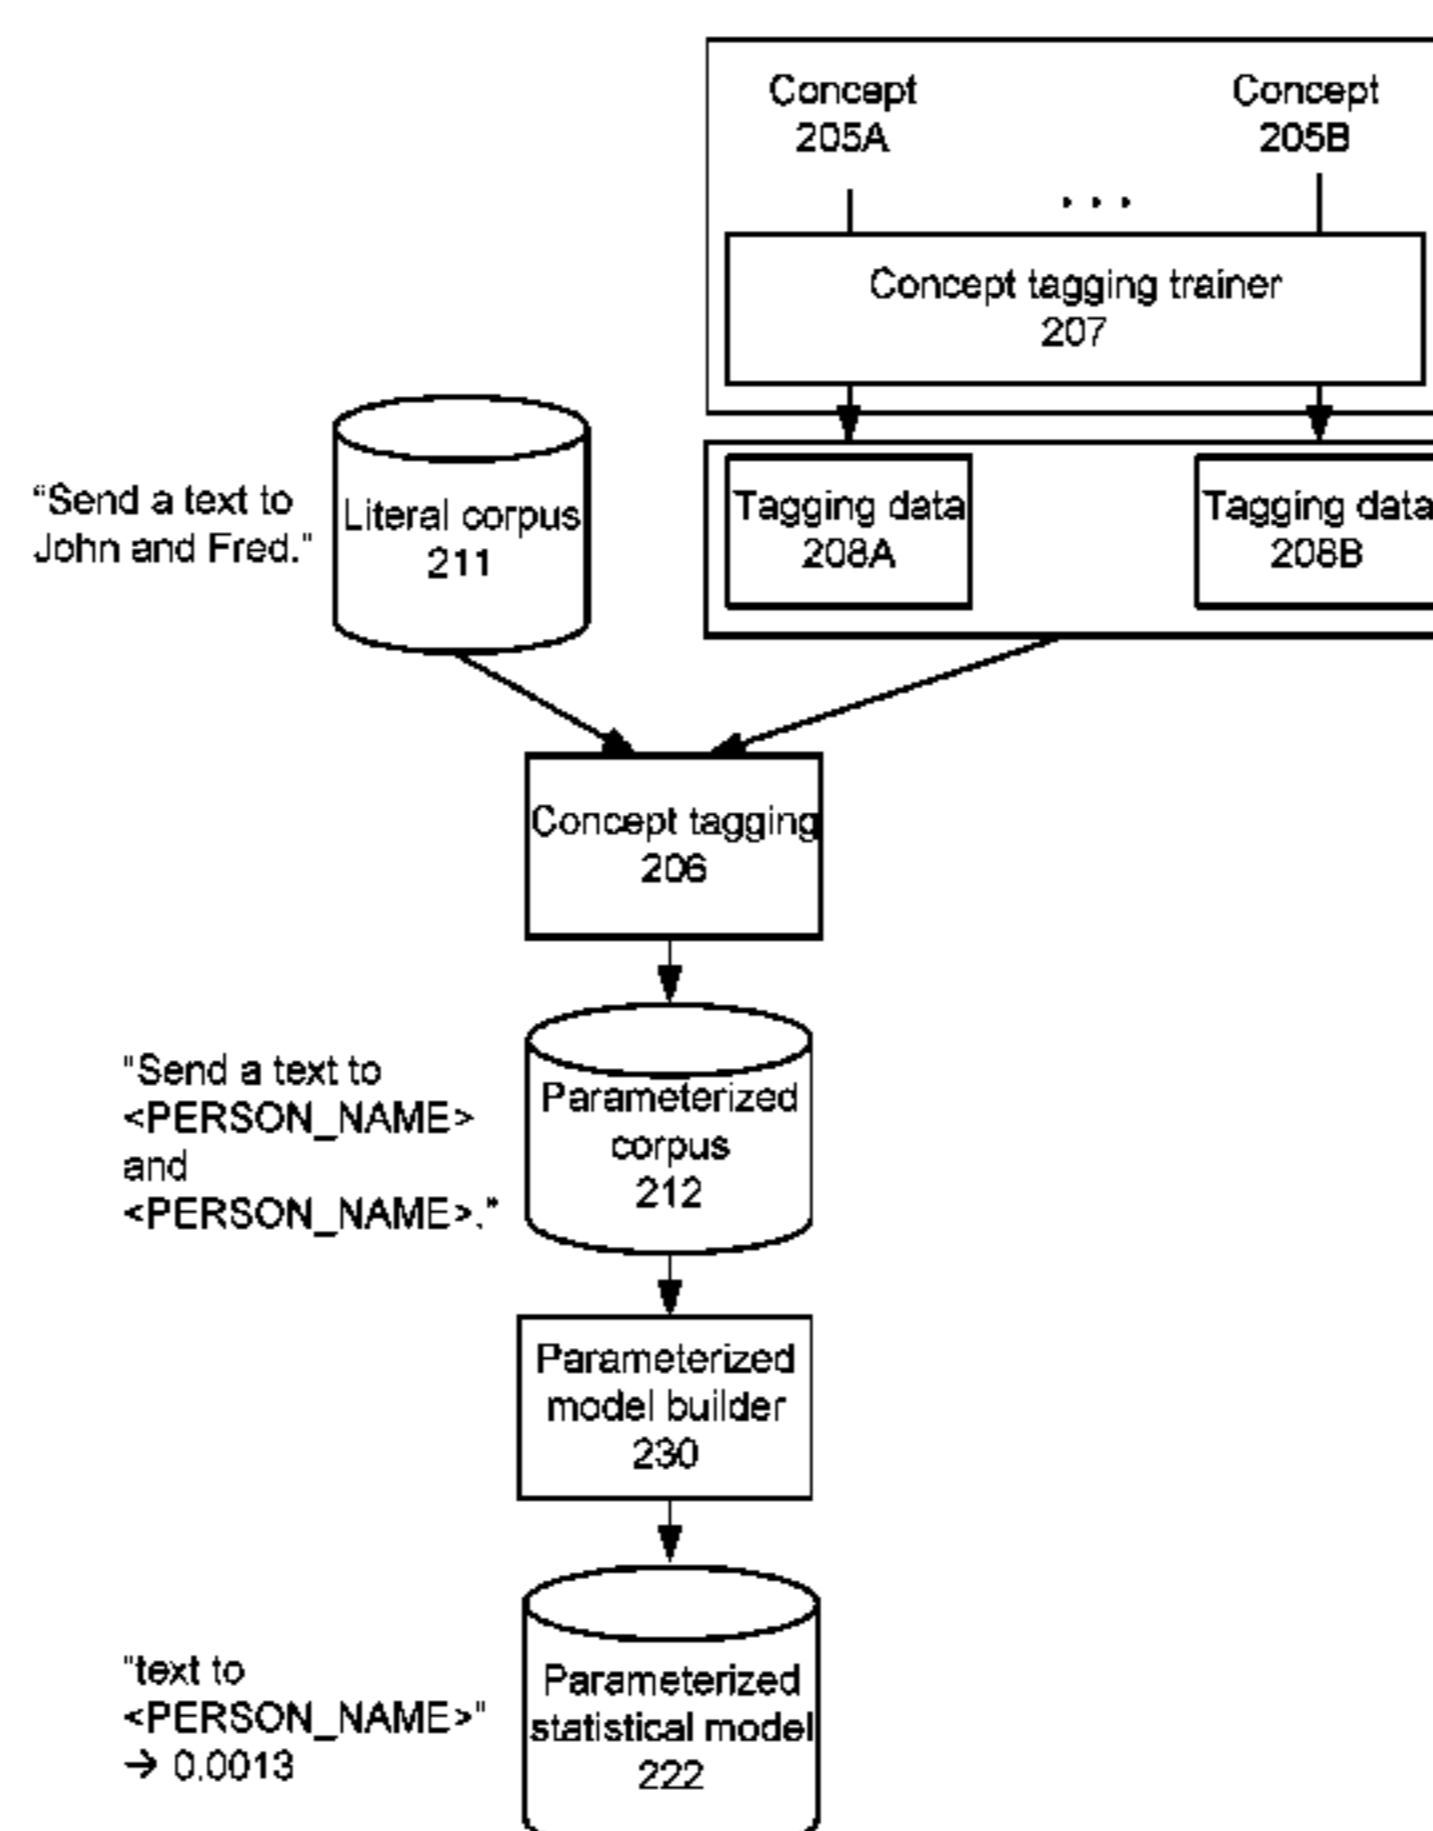 Concept
205A
Concept
205B
. . .
Concept tagging trainer
207
"Send a text to
John and Fred."
Literal corpus
211
Tagging data
208A
Tagging data
208B
Concept tagging
206
"Send a text to
<PERSON_NAME>
and
<PERSON_NAME>."
Parameterized
corpus
212
Parameterized
model builder
230
"text to
<PERSON_NAME>"
→ 0.0013
Parameterized
statistical model
222